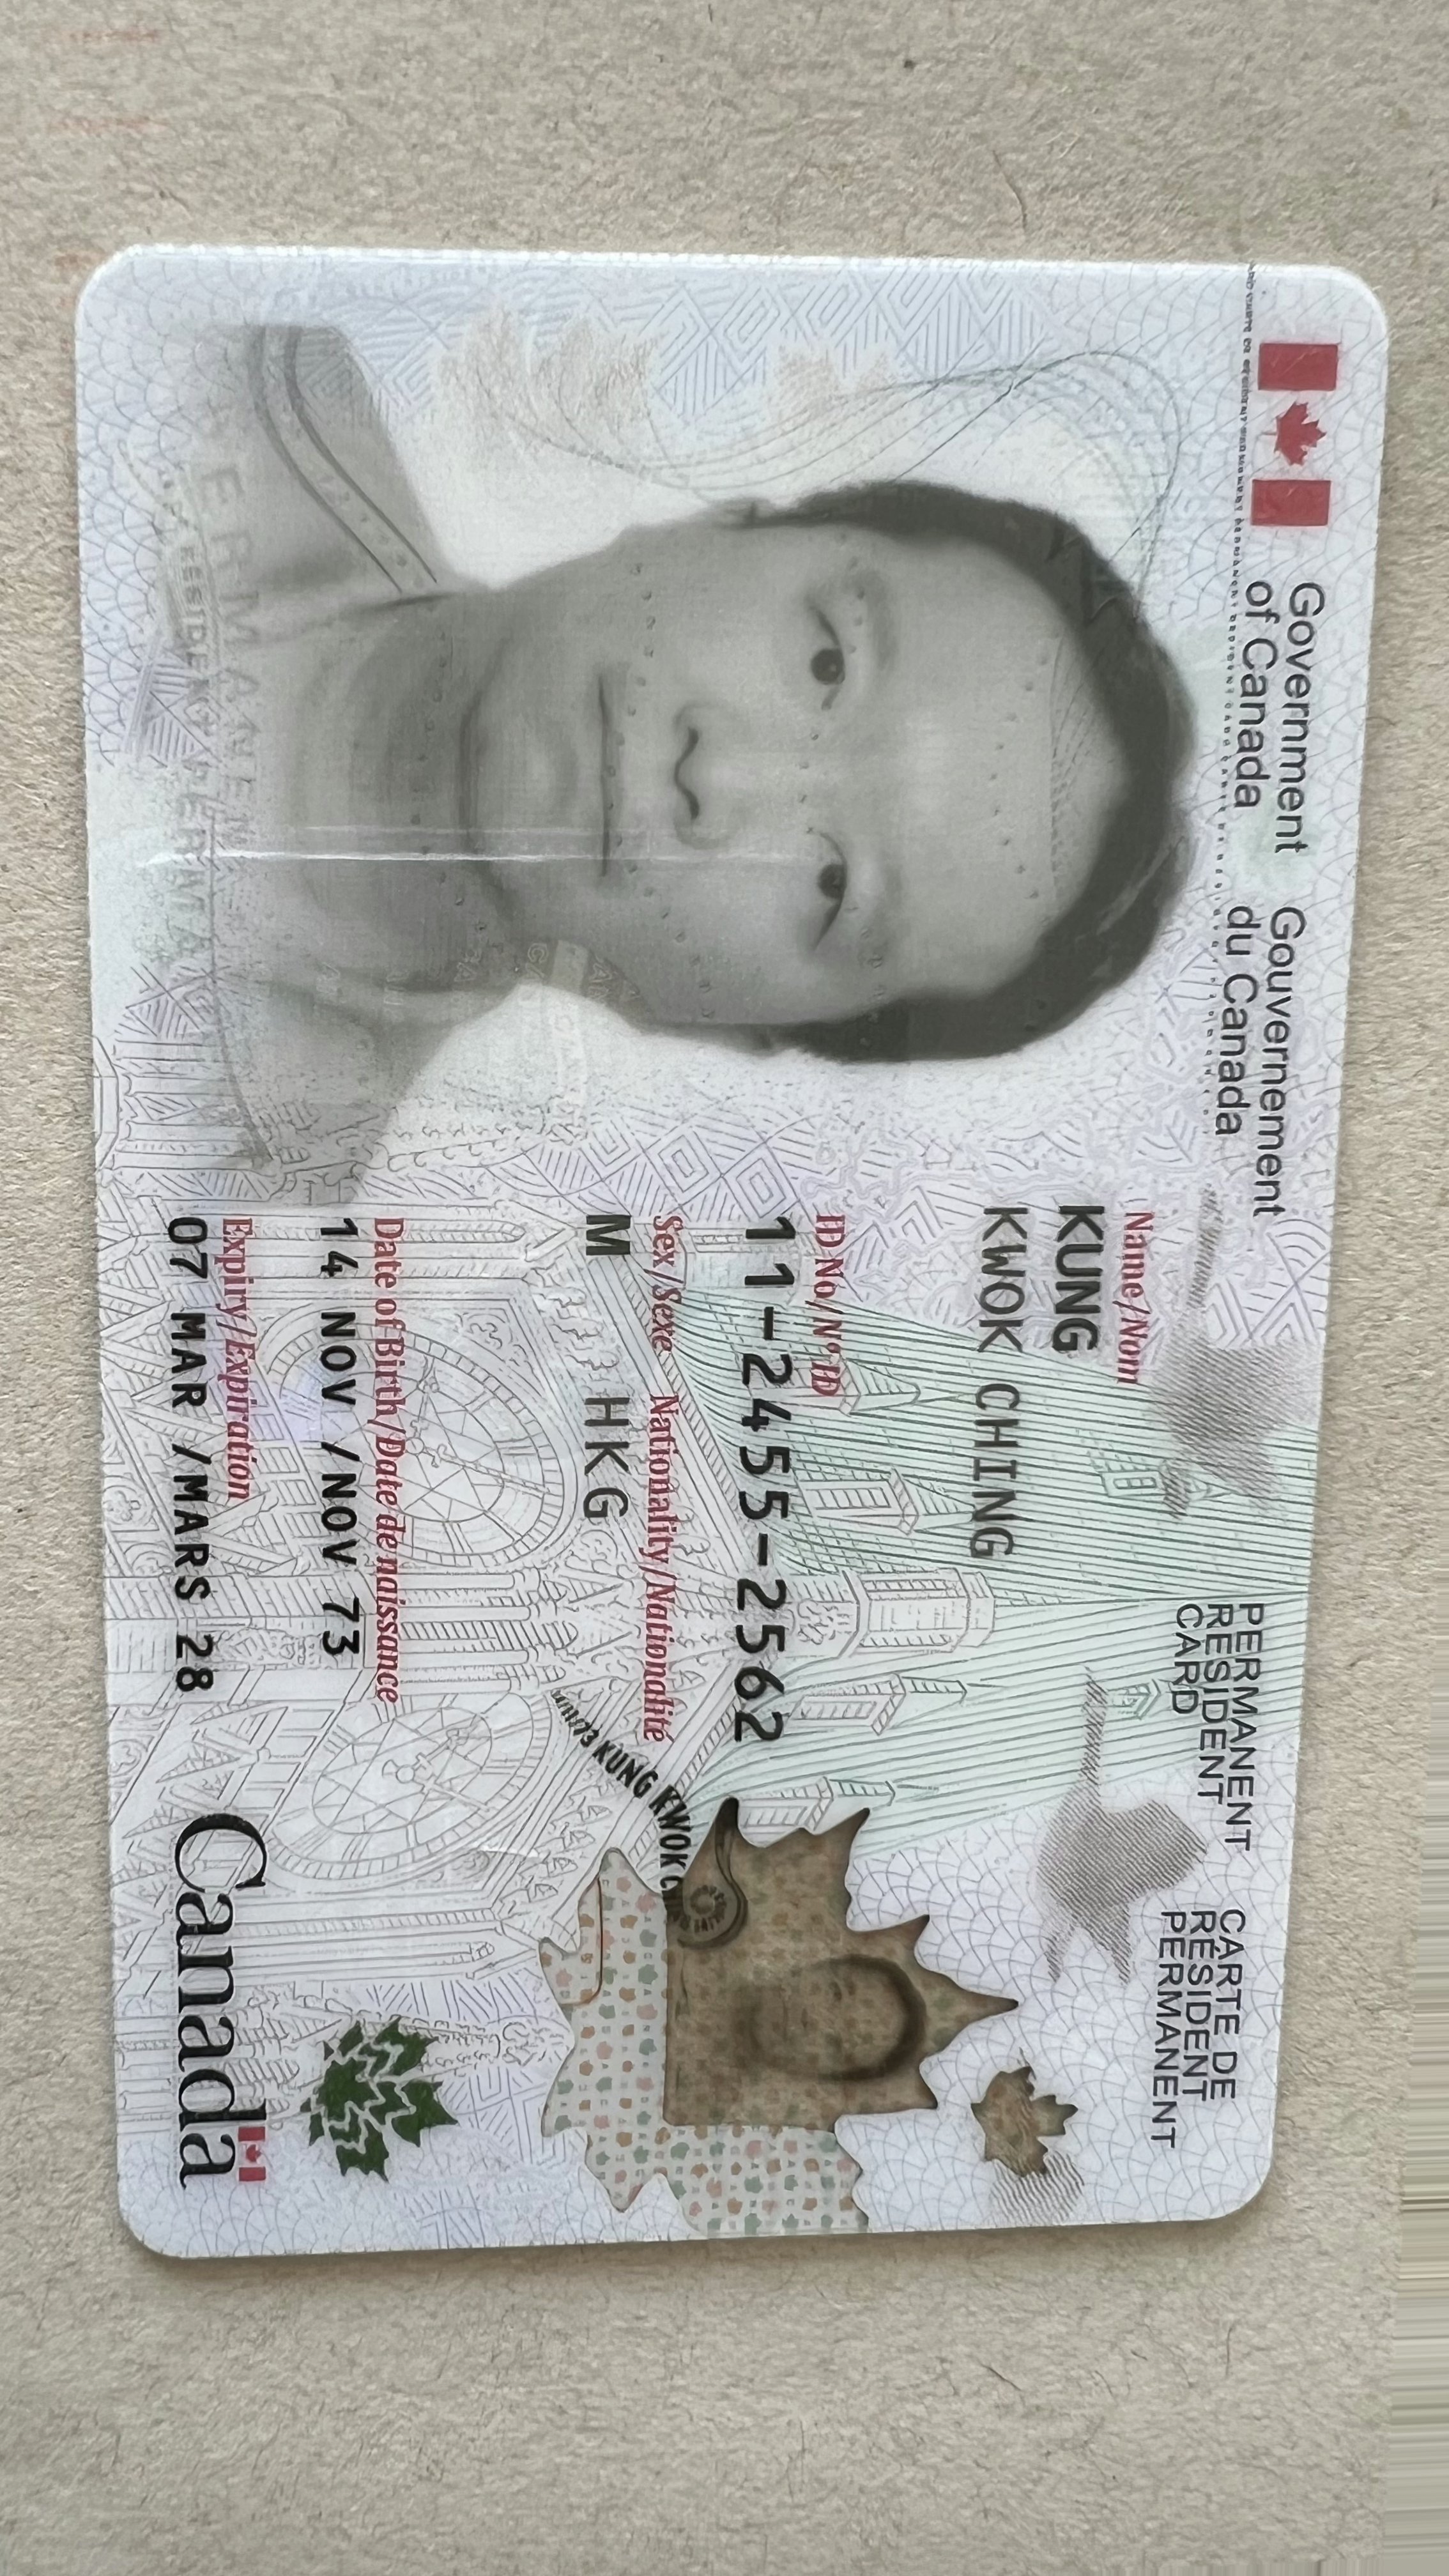 Government
of Canada
Gouvernement
du Canada
PERMANENT
RESIDENT
CARD
CARTE DE
RÉSIDENT
PERMANENT
Name/Nom
KUNG
KWOK CHING
ID No/Nº ID
11-2455-2562
Sex/Sexe Nationality/Nationalité
M HKG
Date of Birth/Date de naissance
14 NOV /NOV 73
Expiry/Expiration
07 MAR /MARS 28
KUNG KWOK
Canada